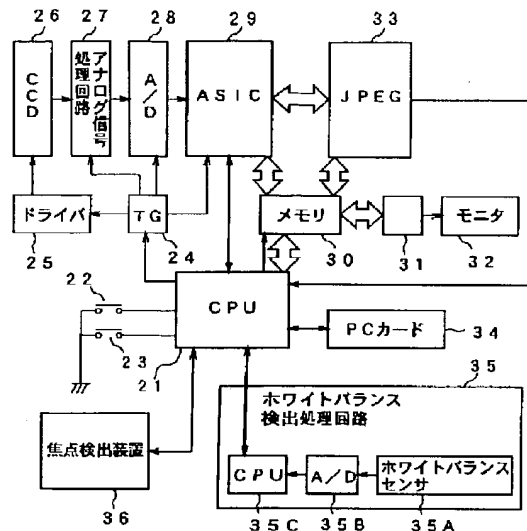 26 27 28 29 33
CCD
アナログ信号
処理回路
A/D
ASIC
JPEG
ドライバ
TG
メモリ
モニタ
25
24
30
31
32
22
CPU
PCカード
23
21
34
35
ホワイトバランス
検出処理回路
焦点検出装置
CPU
A/D
ホワイトバランス
センサ
36
35C
35B
35A